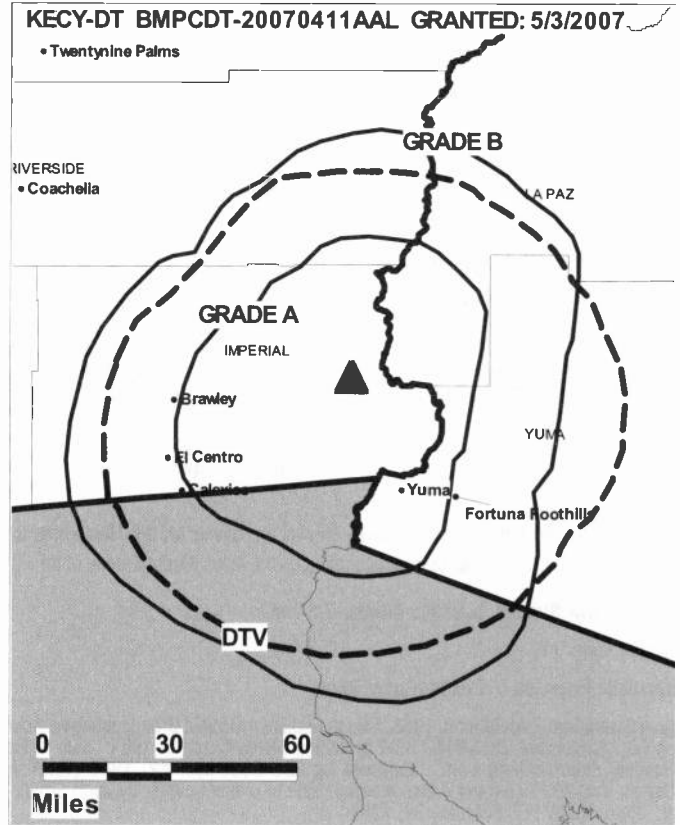 KECY-DT BMPCDT-20070411AAL GRANTED: 5/3/2007
Twentynine Palms
GRADE B
RIVERSIDE
Coachella
LA PAZ
GRADE A
IMPERIAL
Brawley
YUMA
El Centro
Calexico
Yuma
Fortuna Foothills
DTV
0 30 60
Miles